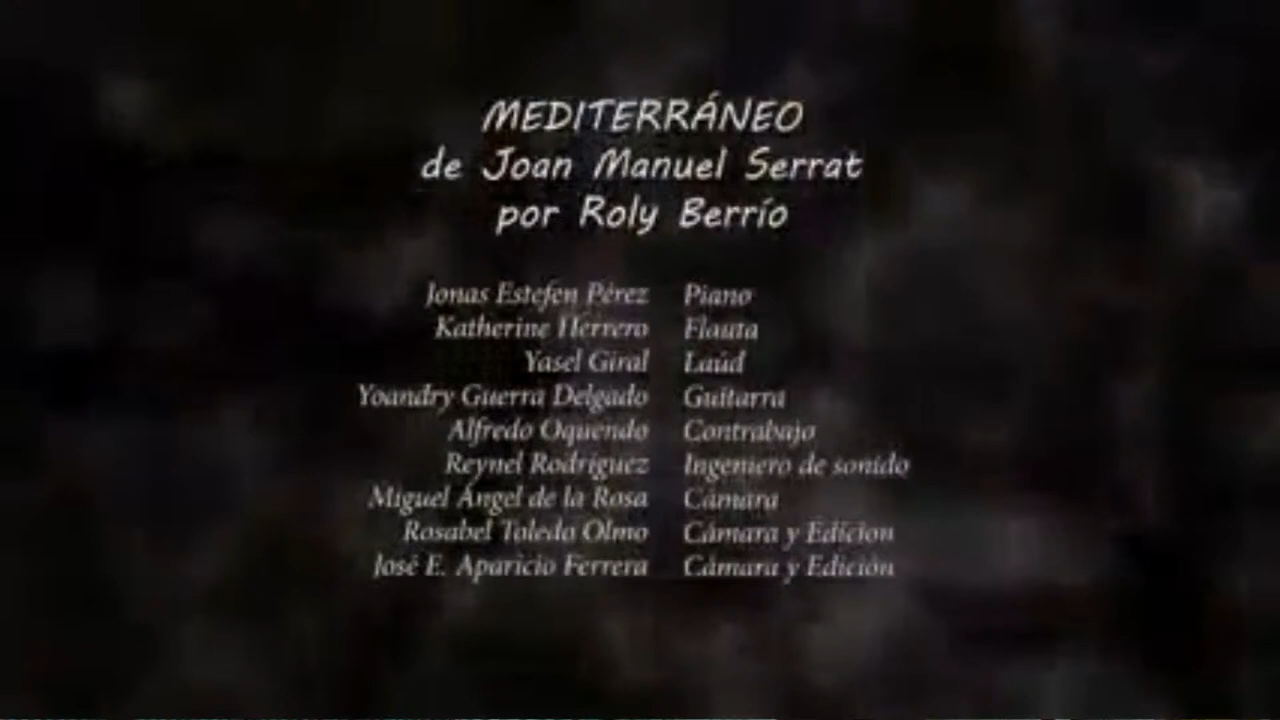 MEDITERRÁNEO
de Joan Manuel Serrat
por Roly Berrío
Jonas Estefen Pérez Piano
Katherine Herrero Flauta
Yasel Giral Laúd
Yoandry Guerra Delgado Guitarra
Alfredo Oquendo Contrabajo
Reynel Rodríguez Ingeniero de sonido
Miguel Ángel de la Rosa Cámara
Rosabel Toledo Olmo Cámara y Edicion
José E. Aparicio Ferrera Cámara y Edición